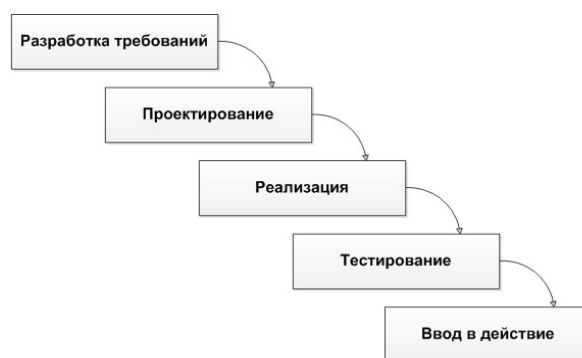 Разработка требований
Проектирование
Реализация
Тестирование
Ввод в действие